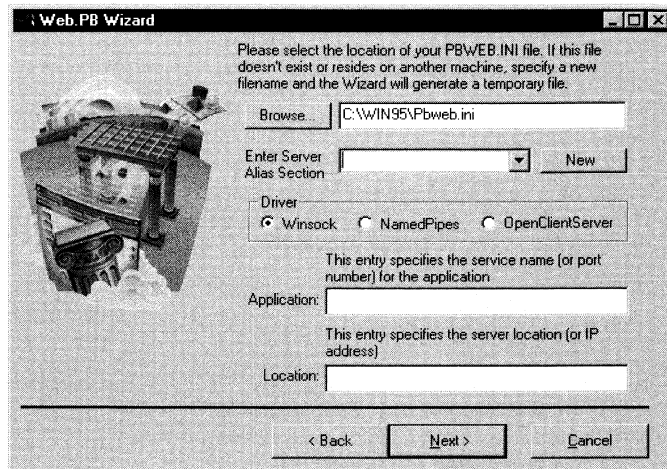 Web.PB Wizard
Please select the location of your PBWEB.INI file. If this file
doesn't exist or resides on another machine, specify a new
filename and the Wizard will generate a temporary file.
Browse... C:\WIN95\Pbweb.ini
Enter Server
Alias Section
New
Driver
Winsock NamedPipes OpenClientServer
This entry specifies the service name (or port
number) for the application
Application:
This entry specifies the server location (or IP
address)
Location:
< Back Next > Cancel